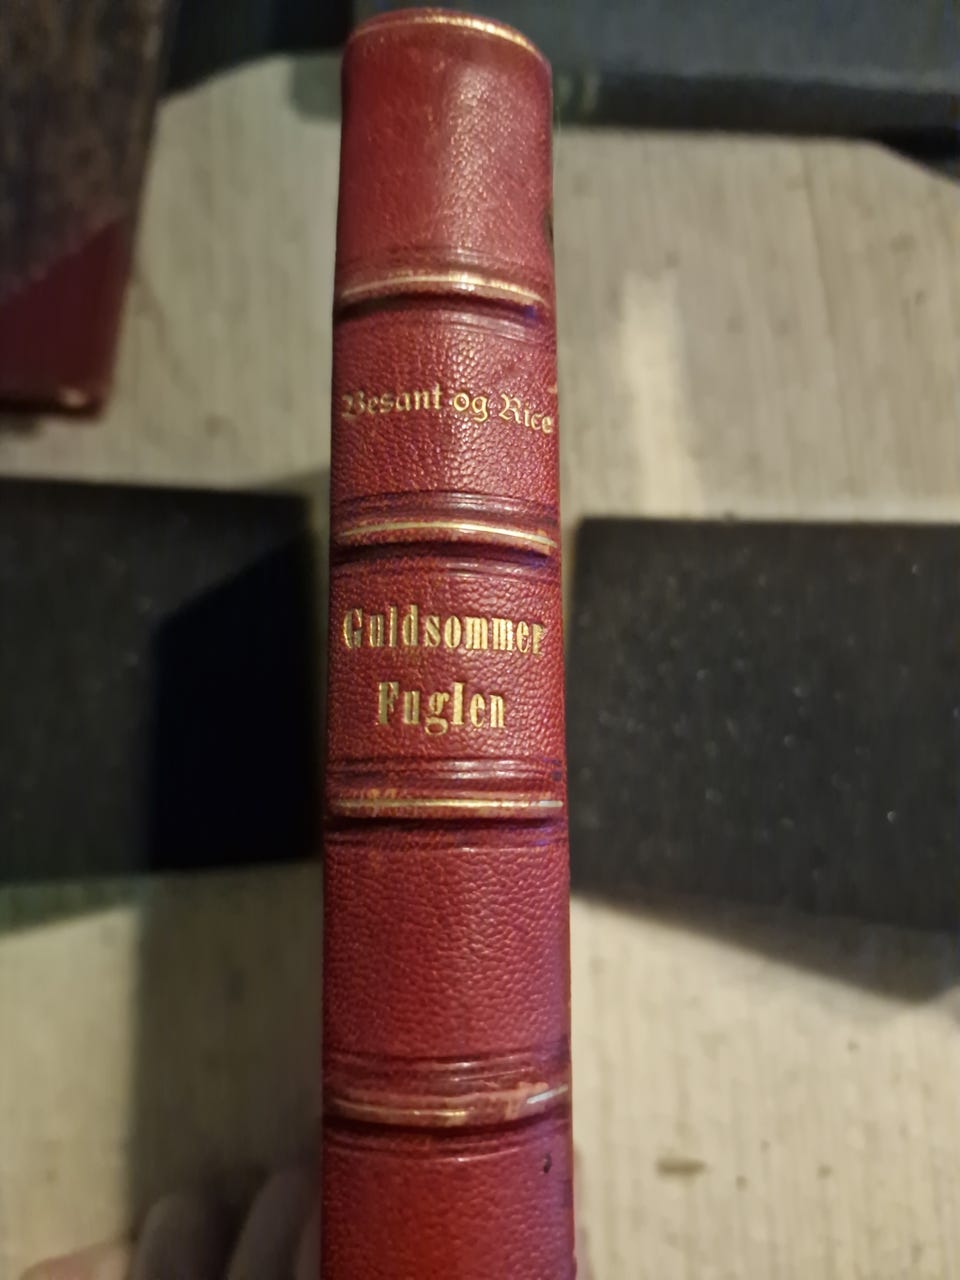 Besant og Rice
Guldsommer
Fuglen